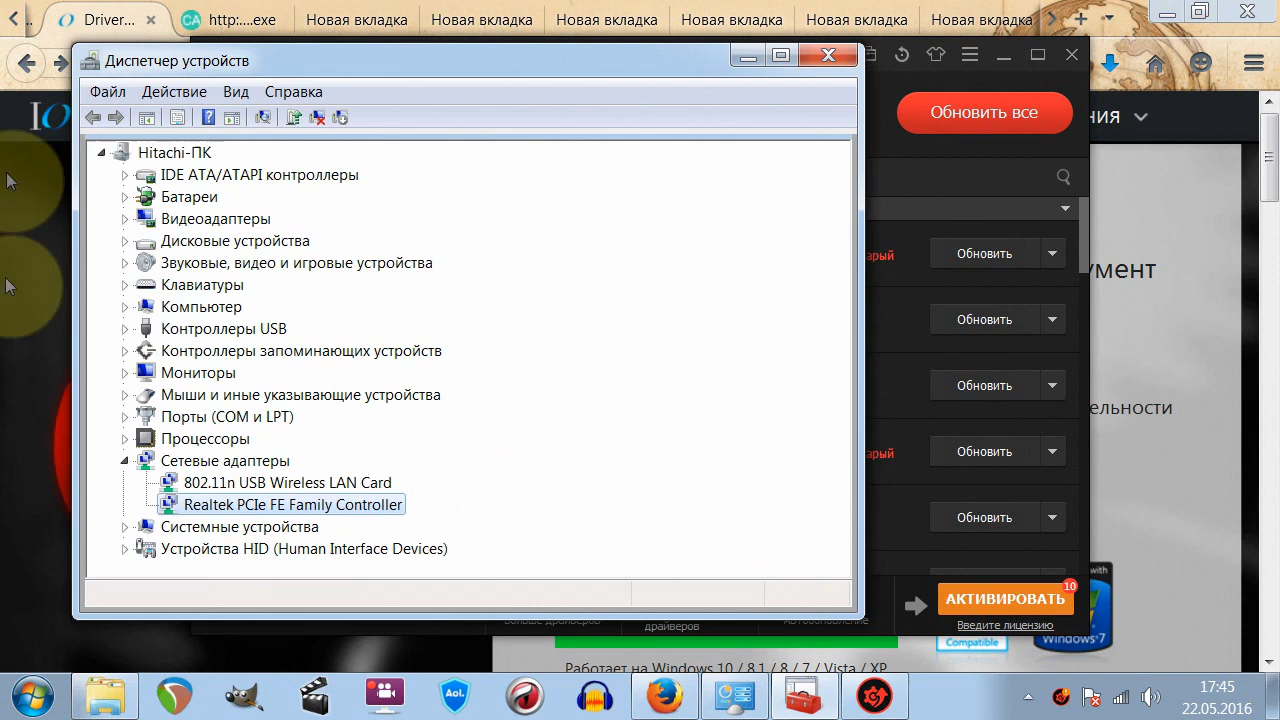 Driver...
http:....exe
Новая вкладка
Новая вкладка
Новая вкладка
Новая вкладка
Новая вкладка
Новая вкладка
Диспетчер устройств
Файл Действие Вид Справка
Hitachi-ПК
IDE ATA/ATAPI контроллеры
Батареи
Видеоадаптеры
Дисковые устройства
Звуковые, видео и игровые устройства
Клавиатуры
Компьютер
Контроллеры USB
Контроллеры запоминающих устройств
Мониторы
Мыши и иные указывающие устройства
Порты (COM и LPT)
Процессоры
Сетевые адаптеры
802.11n USB Wireless LAN Card
Realtek PCIe FE Family Controller
Системные устройства
Устройства HID (Human Interface Devices)
Обновить все
ния
арый
Обновить
Обновить
Обновить
арый
Обновить
Обновить
умент
ельности
АКТИВИРОВАТЬ
10
Введите лицензию
драйверов
with
Compatible
Windows 7
Работает на Windows 10 / 8.1 / 8 / 7 / Vista / XP
Aol.
17:45
22.05.2016